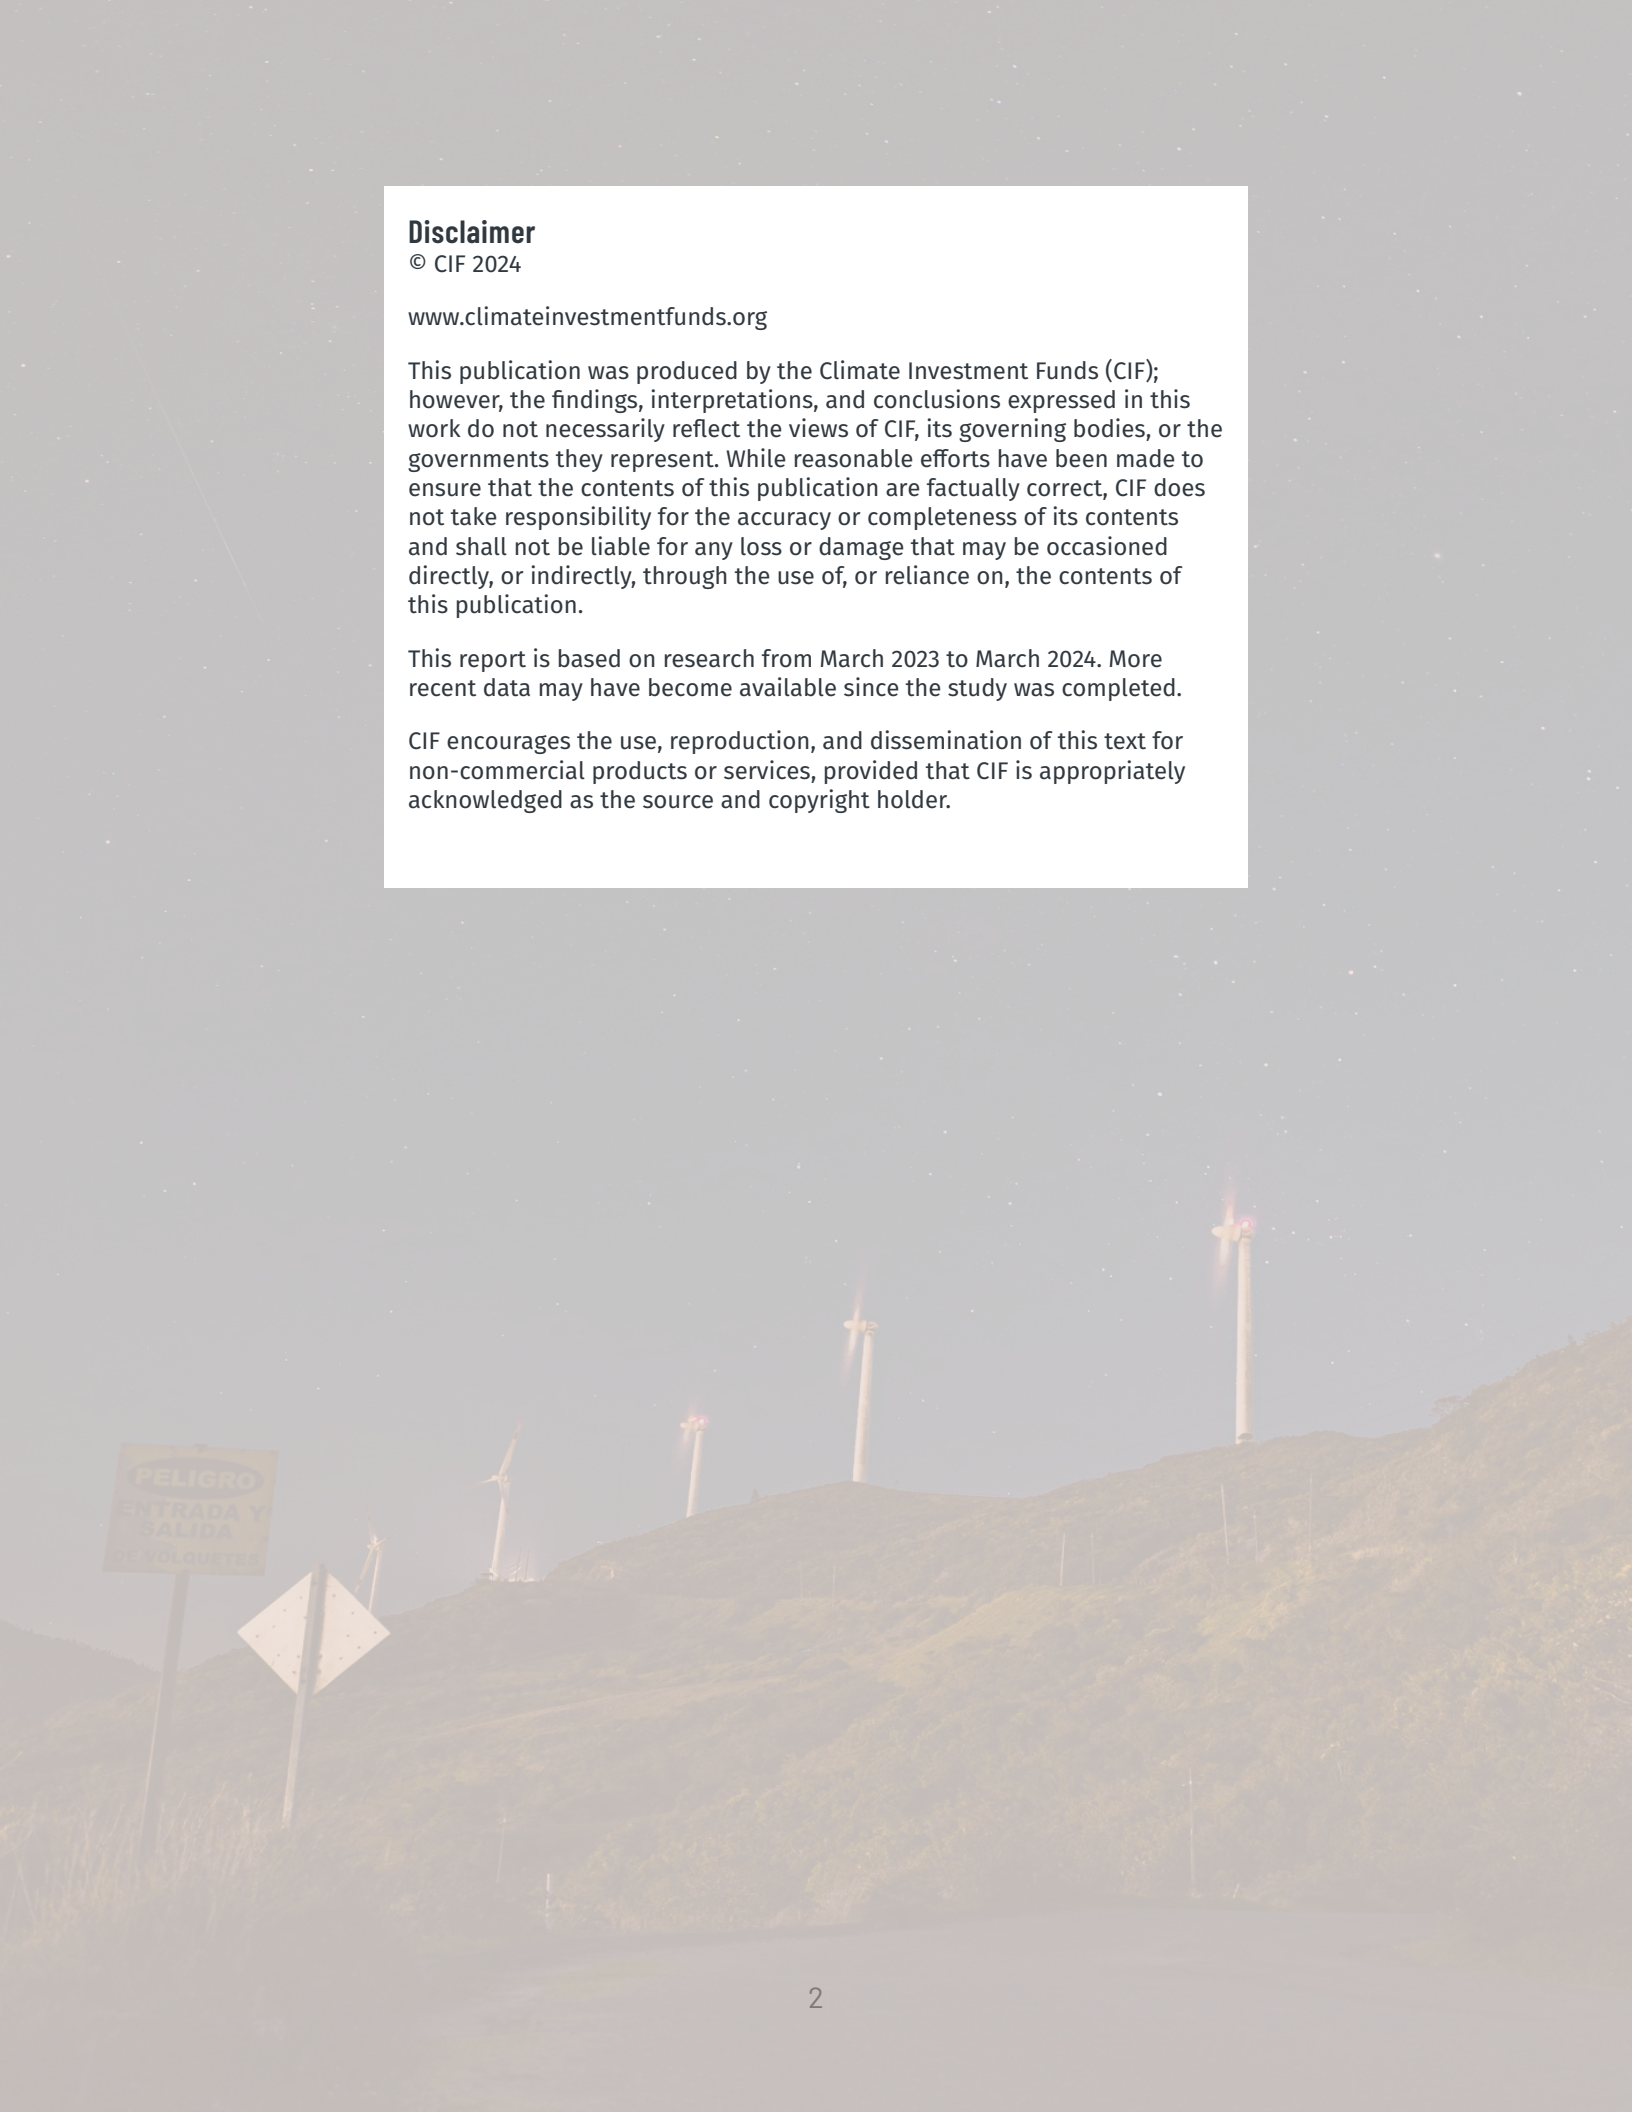 Disclaimer
© CIF 2024
www.climateinvestmentfunds.org
This publication was produced by the Climate Investment Funds (CIF);
however, the findings, interpretations, and conclusions expressed in this
work do not necessarily reflect the views of CIF, its governing bodies, or the
governments they represent. While reasonable efforts have been made to
ensure that the contents of this publication are factually correct, CIF does
not take responsibility for the accuracy or completeness of its contents
and shall not be liable for any loss or damage that may be occasioned
directly, or indirectly, through the use of, or reliance on, the contents of
this publication.
This report is based on research from March 2023 to March 2024. More
recent data may have become available since the study was completed.
CIF encourages the use, reproduction, and dissemination of this text for
non-commercial products or services, provided that CIF is appropriately
acknowledged as the source and copyright holder.
PELIGRO
ENTRADA Y
SALIDA
DE VOLQUETES
2